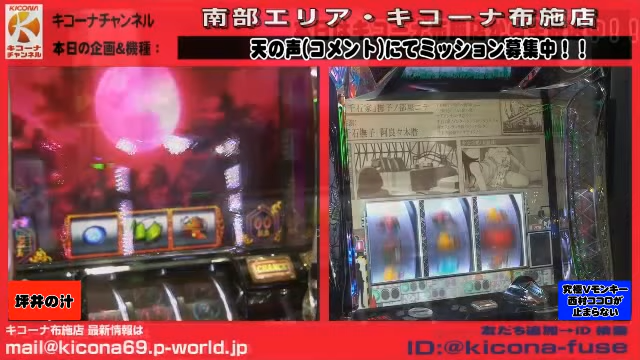 KICONA
キコーナ
チャンネル
キコーナチャンネル
南部エリア・キコーナ布施店
本日の企画&機種：
天の声(コメント)にてミッション募集中！！
坪井の汁
究極Vモンキー
西村ココロが
止まらない
キコーナ布施店 最新情報は
mail@kicona69.p-world.jp
友だち追加→ID 検索
ID:@kicona-fuse